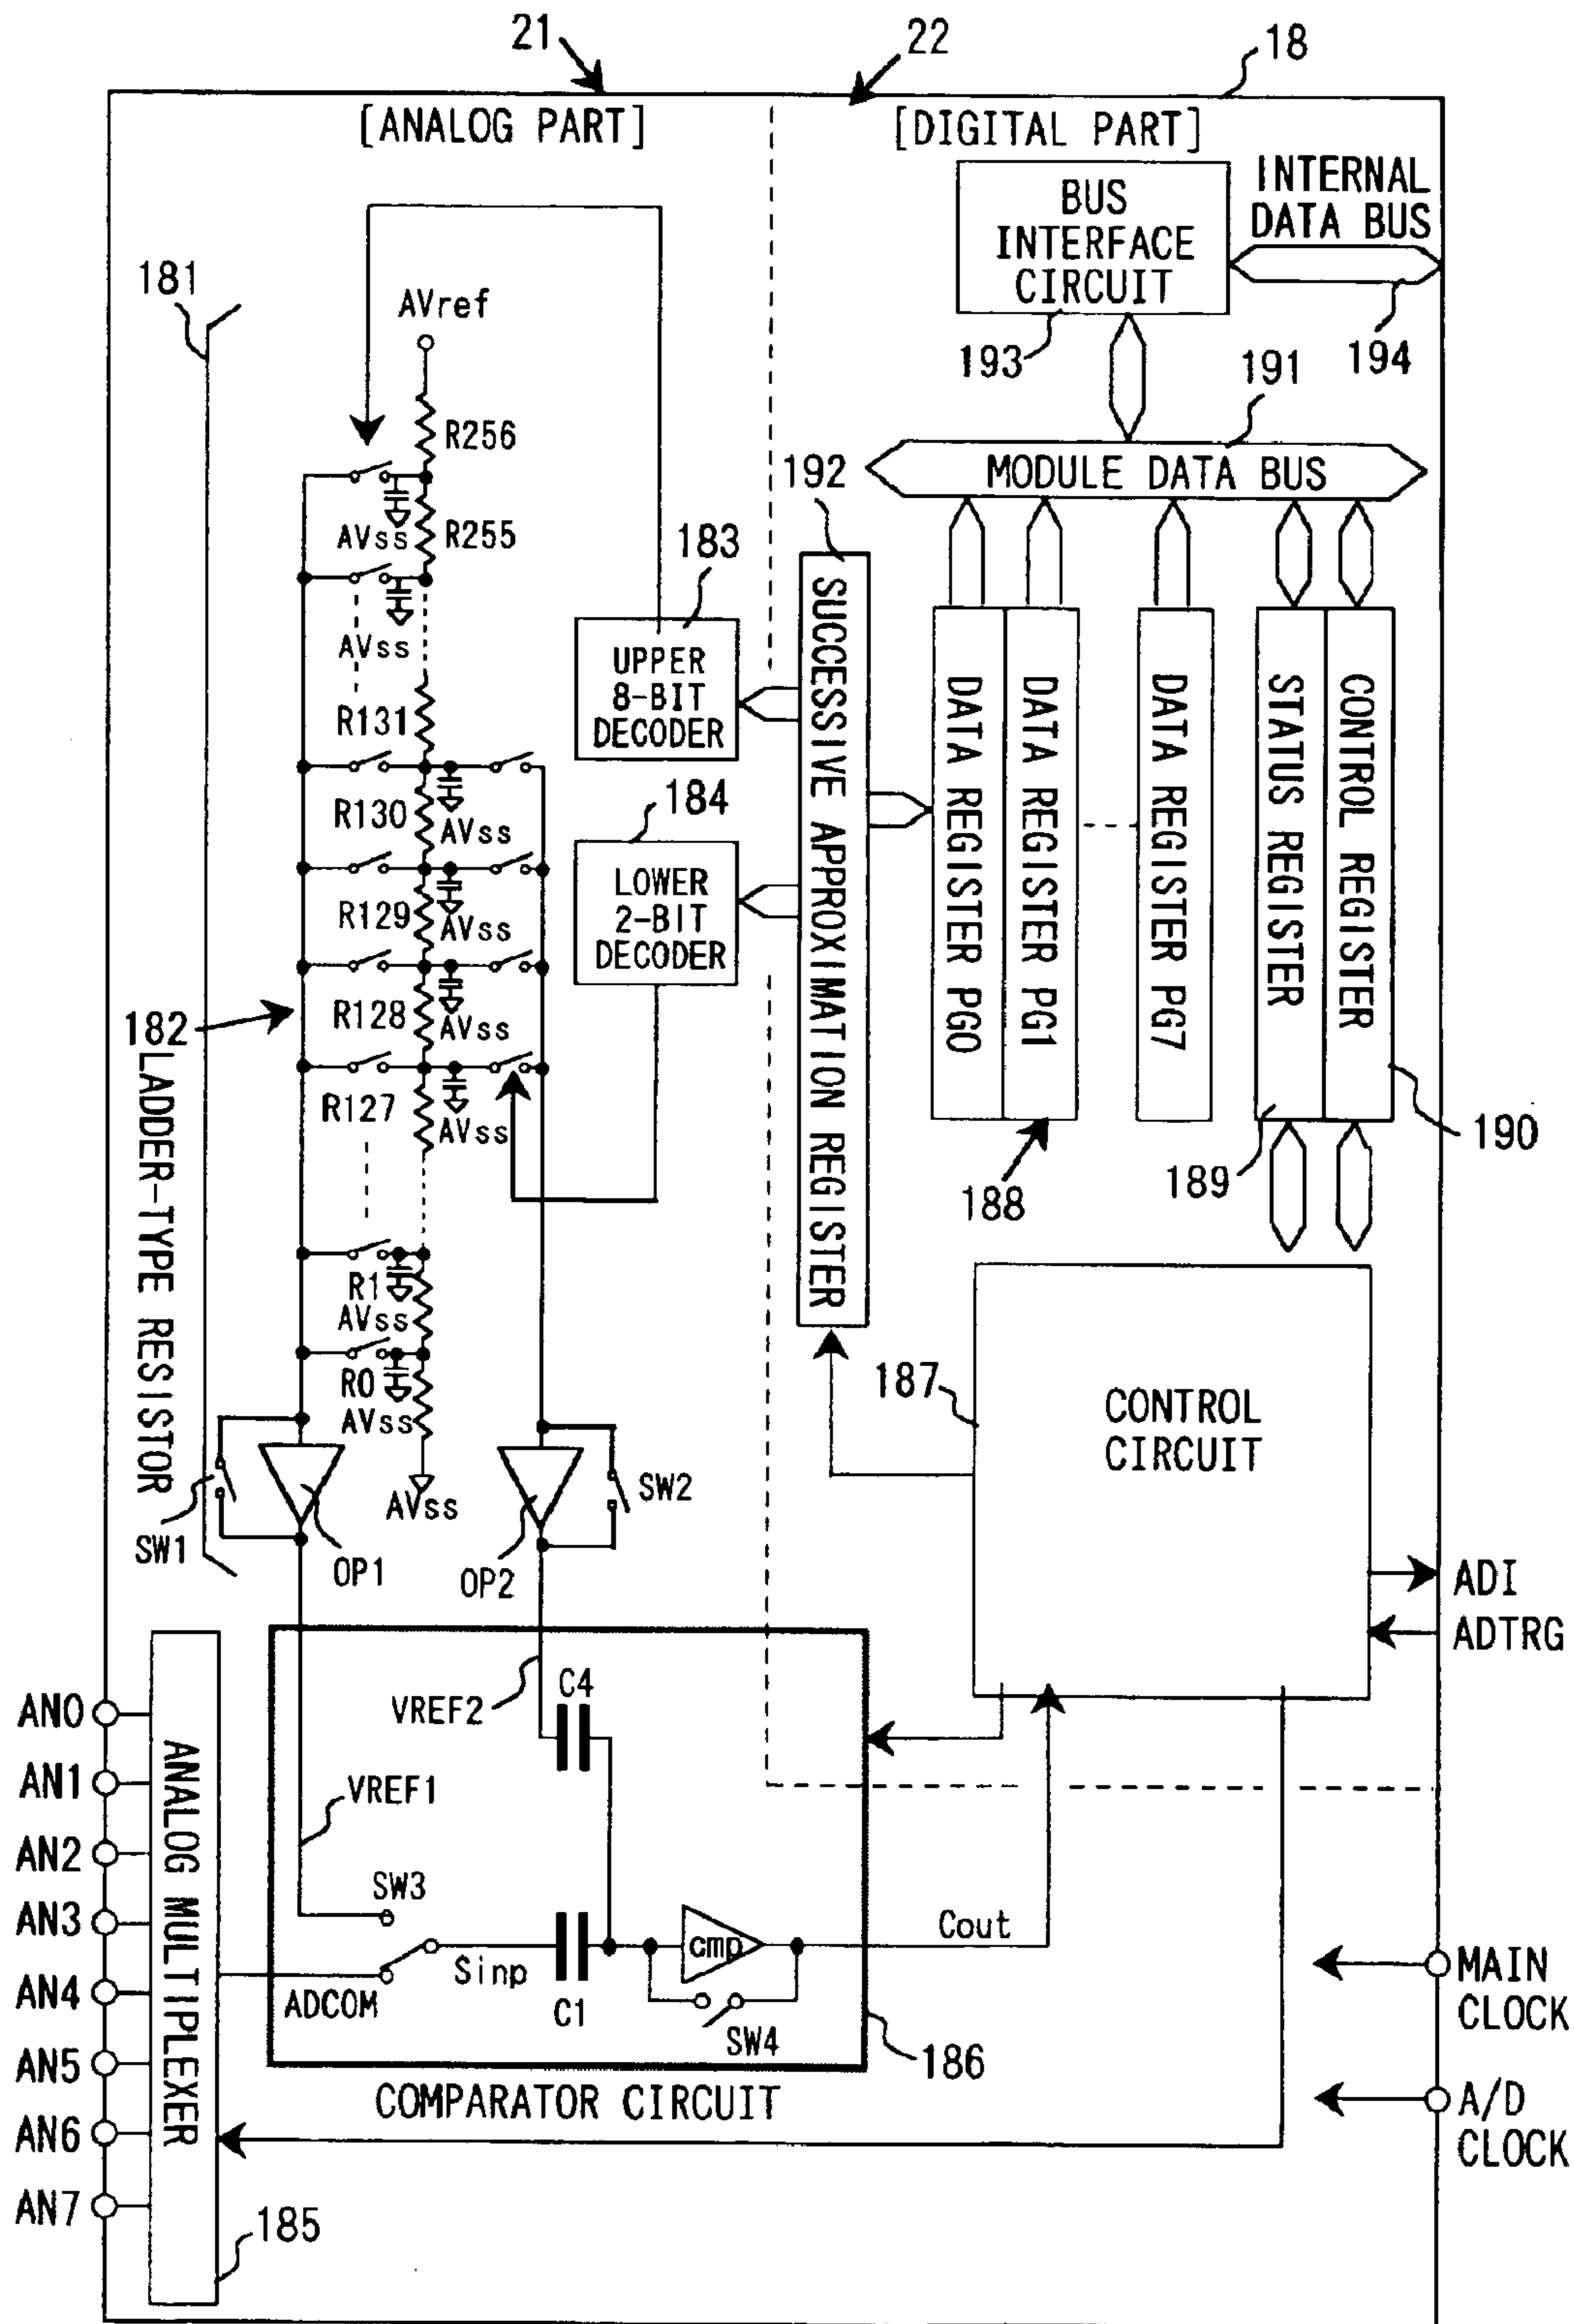 21
22
18
[ANALOG PART]
[DIGITAL PART]
BUS
INTERFACE
CIRCUIT
INTERNAL
DATA BUS
193
194
191
MODULE DATA BUS
181
AVref
R256
AVss
R255
AVss
R131
R130
AVss
R129
AVss
R128
AVss
R127
AVss
182
LADDER-TYPE RESISTOR
R1
AVss
R0
AVss
AVss
SW1
OP1
OP2
SW2
183
UPPER
8-BIT
DECODER
184
LOWER
2-BIT
DECODER
192
SUCCESSIVE APPROXIMATION REGISTER
DATA REGISTER PG0
DATA REGISTER PG1
DATA REGISTER PG7
STATUS REGISTER
CONTROL REGISTER
188
189
190
187
CONTROL
CIRCUIT
ADI
ADTRG
AN0
AN1
AN2
AN3
AN4
AN5
AN6
AN7
ANALOG MULTIPLEXER
185
VREF2
C4
VREF1
SW3
ADCOM
Sinp
C1
cmp
SW4
Cout
186
COMPARATOR CIRCUIT
MAIN
CLOCK
A/D
CLOCK